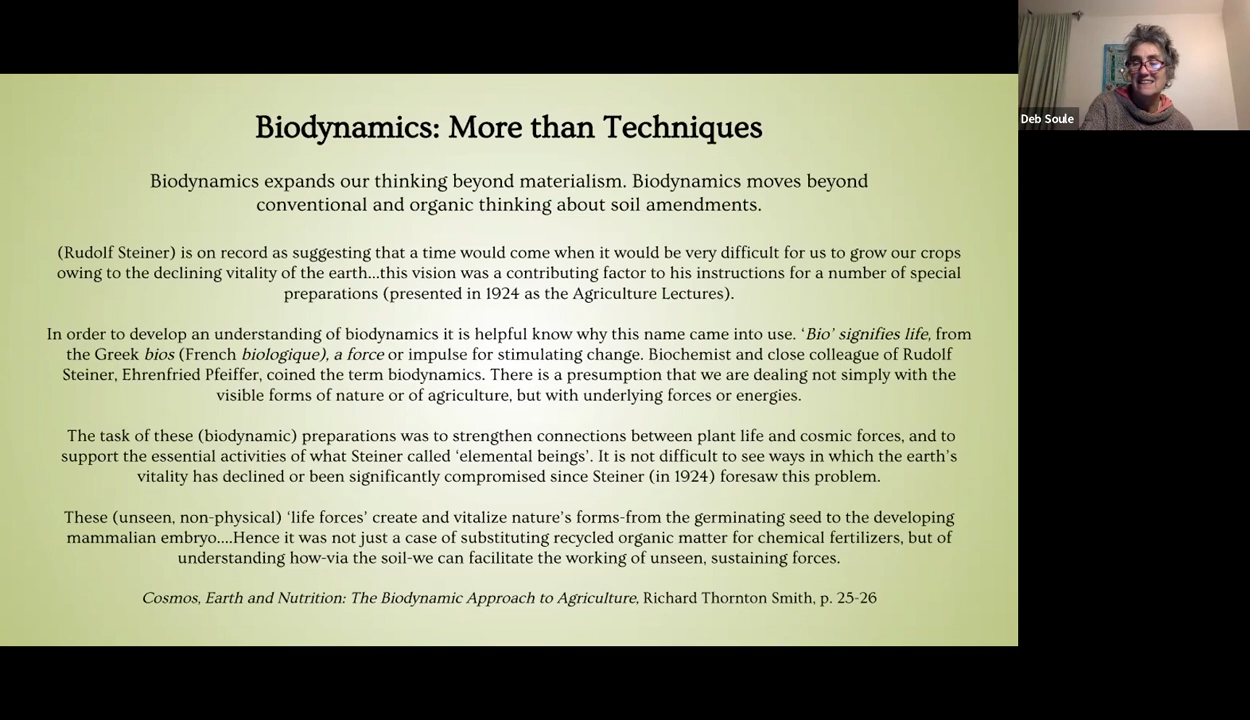 Biodynamics: More than Techniques
Biodynamics expands our thinking beyond materialism. Biodynamics moves beyond
conventional and organic thinking about soil amendments.
(Rudolf Steiner) is on record as suggesting that a time would come when it would be very difficult for us to grow our crops
owing to the declining vitality of the earth...this vision was a contributing factor to his instructions for a number of special
preparations (presented in 1924 as the Agriculture Lectures).
In order to develop an understanding of biodynamics it is helpful know why this name came into use. ‘Bio’ signifies life, from
the Greek bios (French biologique), a force or impulse for stimulating change. Biochemist and close colleague of Rudolf
Steiner, Ehrenfried Pfeiffer, coined the term biodynamics. There is a presumption that we are dealing not simply with the
visible forms of nature or of agriculture, but with underlying forces or energies.
The task of these (biodynamic) preparations was to strengthen connections between plant life and cosmic forces, and to
support the essential activities of what Steiner called ‘elemental beings’. It is not difficult to see ways in which the earth’s
vitality has declined or been significantly compromised since Steiner (in 1924) foresaw this problem.
These (unseen, non-physical) ‘life forces’ create and vitalize nature’s forms-from the germinating seed to the developing
mammalian embryo....Hence it was not just a case of substituting recycled organic matter for chemical fertilizers, but of
understanding how-via the soil-we can facilitate the working of unseen, sustaining forces.
Cosmos, Earth and Nutrition: The Biodynamic Approach to Agriculture, Richard Thornton Smith, p. 25-26
Deb Soule